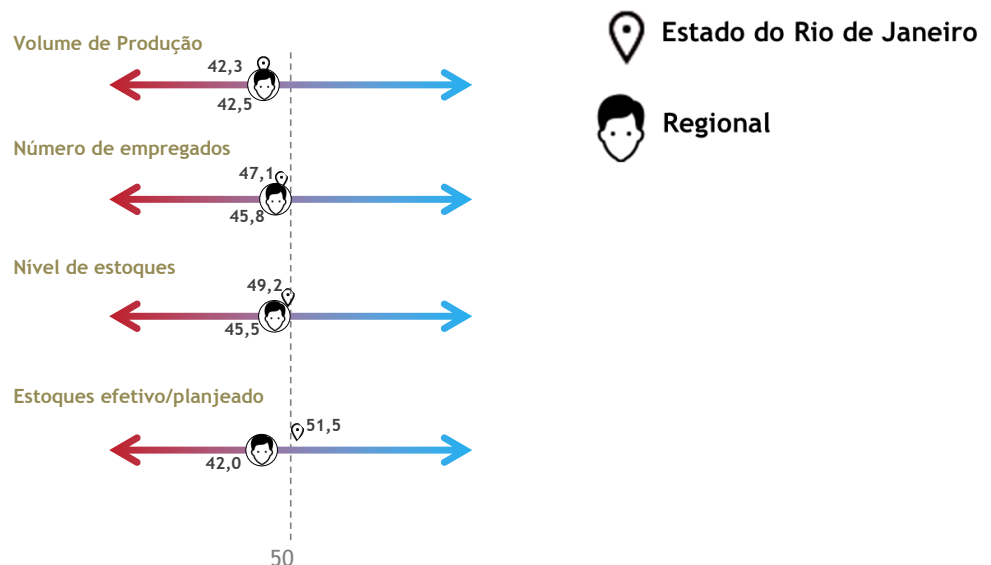 Volume de Produção
42,3
42,5
Número de empregados
47,1
45,8
Nível de estoques
49,2
45,5
Estoques efetivo/planjeado
51,5
42,0
50
Estado do Rio de Janeiro
Regional